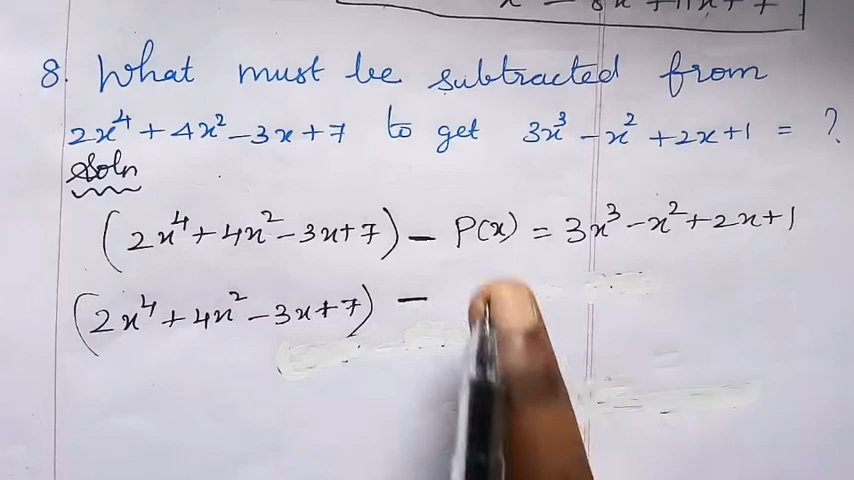 8. What must be subtracted from
2x⁴ + 4x² - 3x + 7 to get 3x³ - x² + 2x + 1 = ?
Soln
(2x⁴ + 4x² - 3x + 7) - P(x) = 3x³ - x² + 2x + 1
(2x⁴ + 4x² - 3x + 7) -